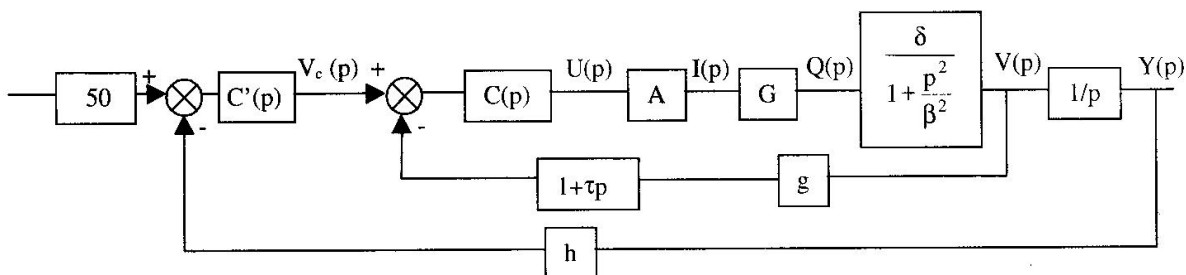 50
+
-
C'(p)
V_c (p)
+
-
C(p)
U(p)
A
I(p)
G
Q(p)
δ
1 + p²
β²
V(p)
1/p
Y(p)
1+τp
g
h